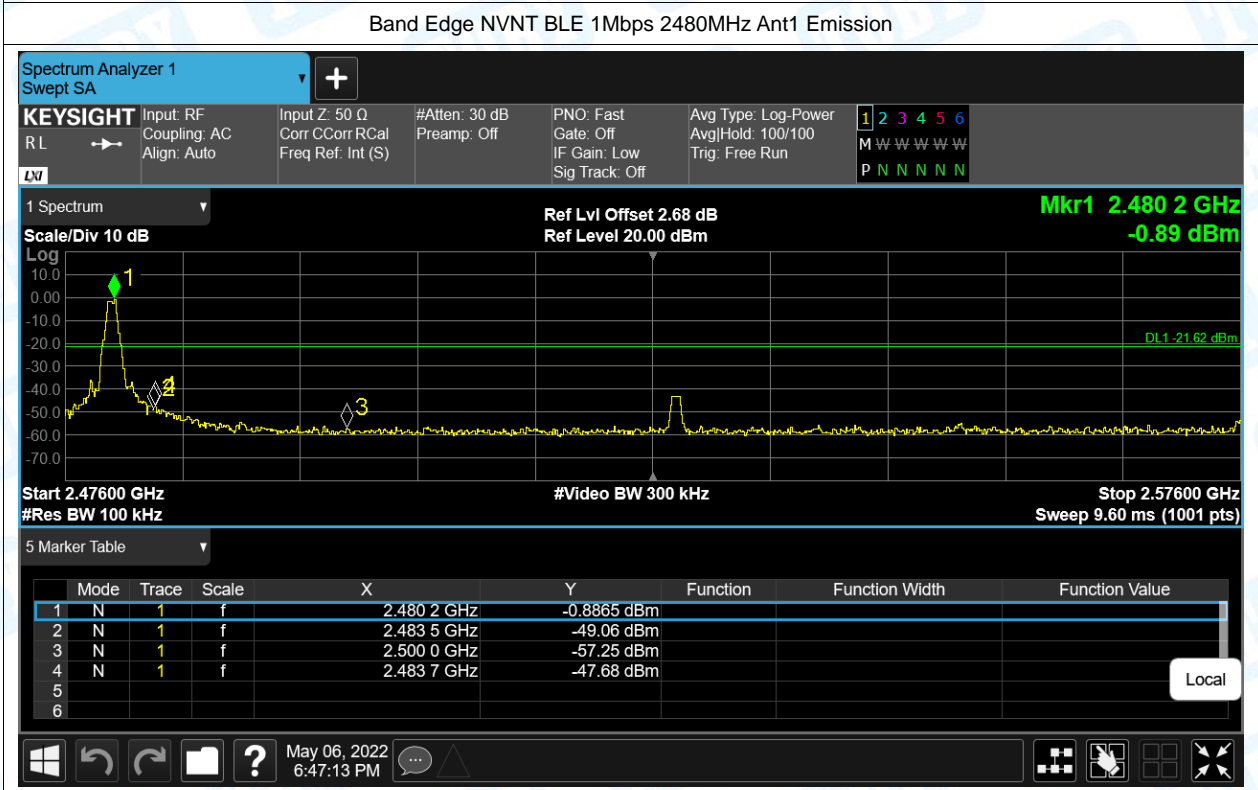 Band Edge NVNT BLE 1Mbps 2480MHz Ant1 Emission
Spectrum Analyzer 1
Swept SA
KEYSIGHT
R L
LXI
Input: RF
Coupling: AC
Align: Auto
Input Z: 50 Ω
Corr CCorr RCal
Freq Ref: Int (S)
#Atten: 30 dB
Preamp: Off
PNO: Fast
Gate: Off
IF Gain: Low
Sig Track: Off
Avg Type: Log-Power
Avg|Hold: 100/100
Trig: Free Run
1 2 3 4 5 6
M W W W W W
P N N N N N
1 Spectrum
Scale/Div 10 dB
Ref Lvl Offset 2.68 dB
Ref Level 20.00 dBm
Mkr1 2.480 2 GHz
-0.89 dBm
Log
10.0
0.00
-10.0
-20.0
-30.0
-40.0
-50.0
-60.0
-70.0
1
2
4
3
DL1 -21.62 dBm
Start 2.47600 GHz
#Res BW 100 kHz
#Video BW 300 kHz
Stop 2.57600 GHz
Sweep 9.60 ms (1001 pts)
5 Marker Table
Mode Trace Scale X Y Function Function Width Function Value
1 N 1 f 2.480 2 GHz -0.8865 dBm
2 N 1 f 2.483 5 GHz -49.06 dBm
3 N 1 f 2.500 0 GHz -57.25 dBm
4 N 1 f 2.483 7 GHz -47.68 dBm
5
6
Local
?
May 06, 2022
6:47:13 PM